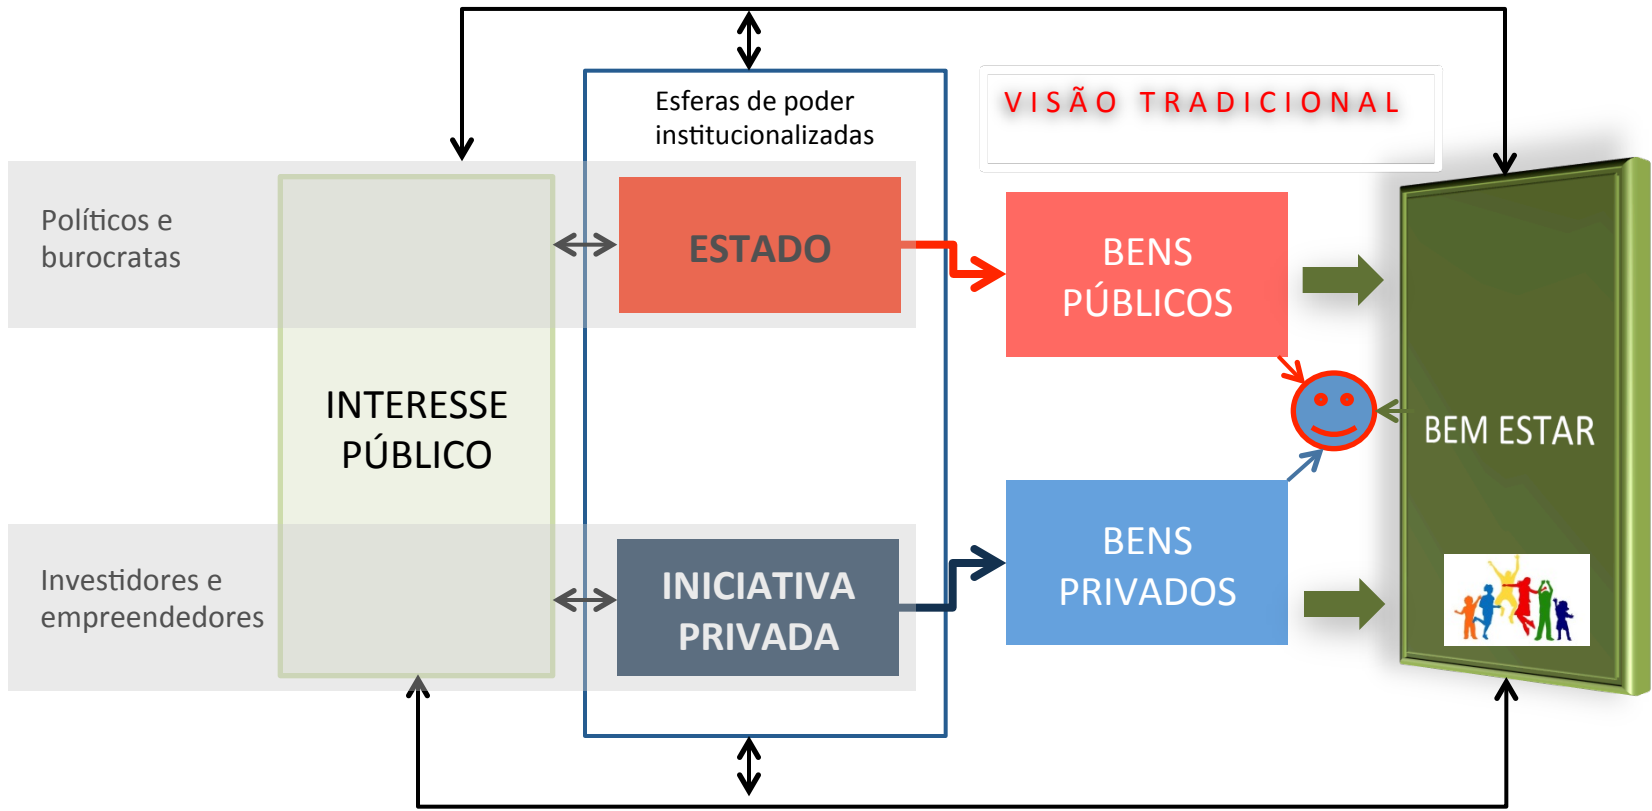 Esferas de poder
institucionalizadas
VISÃO TRADICIONAL
Políticos e
burocratas
ESTADO
BENS
PÚBLICOS
INTERESSE
PÚBLICO
BEM ESTAR
Investidores e
empreendedores
INICIATIVA
PRIVADA
BENS
PRIVADOS